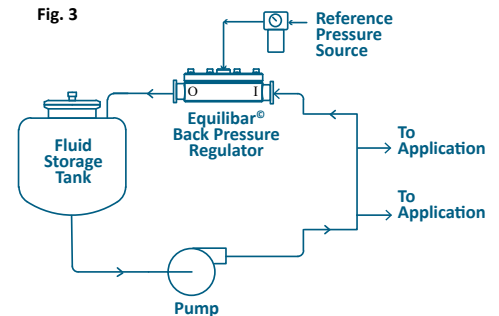 Fig. 3
Reference
Pressure
Source
O
I
Equilibar©
Back Pressure
Regulator
Fluid
Storage
Tank
To
Application
To
Application
Pump